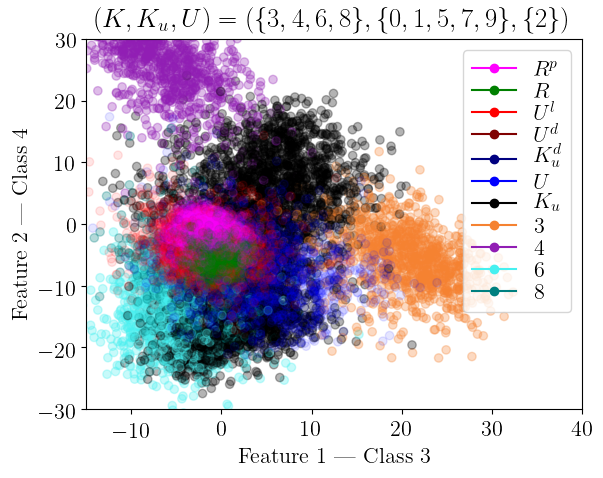 (K, K_u, U) = ({3, 4, 6, 8}, {0, 1, 5, 7, 9}, {2})
30
20
10
0
−10
−20
−30
Feature 2 — Class 4
R^p
R
U^l
U^d
K_u^d
U
K_u
3
4
6
8
−10
0
10
20
30
40
Feature 1 — Class 3